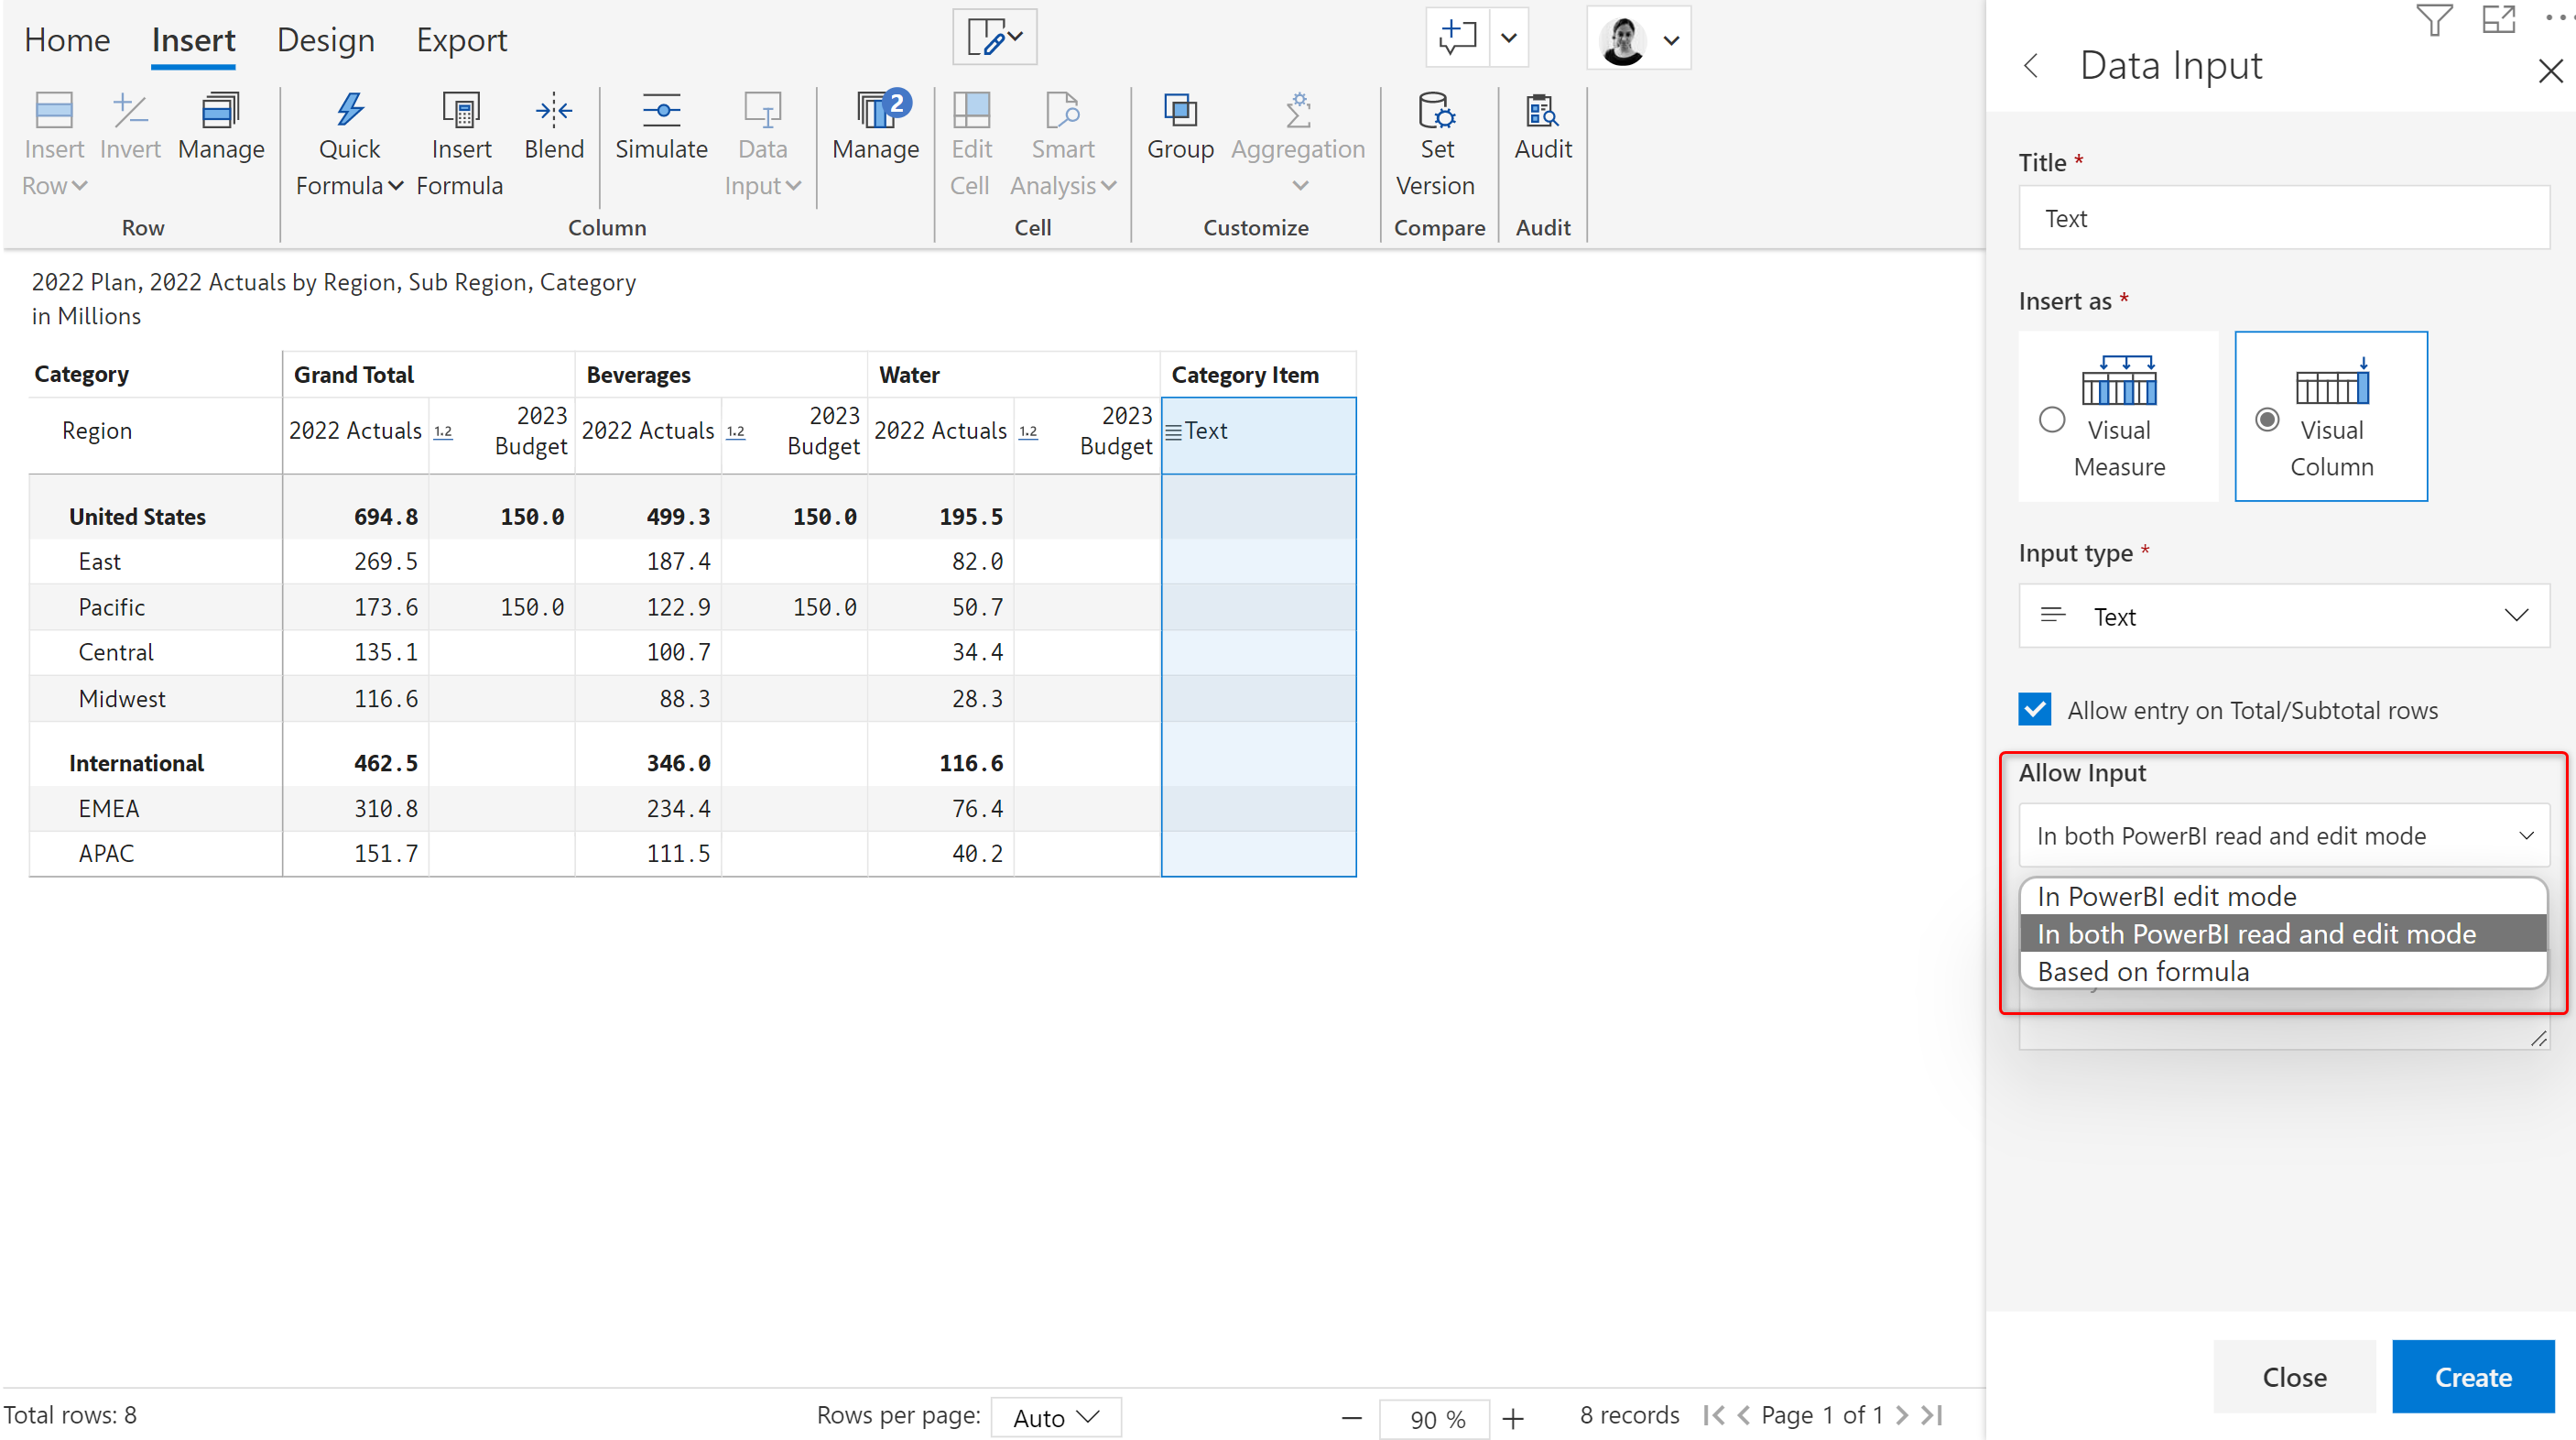 Home Insert Design Export
Insert Row
Invert
Manage
Quick Formula
Insert Formula
Blend
Simulate
Data Input
Manage
2
Edit Cell
Smart Analysis
Group
Aggregation
Set Version
Audit
Row Column Cell Customize Compare Audit
2022 Plan, 2022 Actuals by Region, Sub Region, Category
in Millions
Category Grand Total Beverages Water Category Item
Region 2022 Actuals 1.2 2023 Budget 2022 Actuals 1.2 2023 Budget 2022 Actuals 1.2 2023 Budget Text
United States 694.8 150.0 499.3 150.0 195.5
East 269.5 187.4 82.0
Pacific 173.6 150.0 122.9 150.0 50.7
Central 135.1 100.7 34.4
Midwest 116.6 88.3 28.3
International 462.5 346.0 116.6
EMEA 310.8 234.4 76.4
APAC 151.7 111.5 40.2
Total rows: 8 Rows per page: Auto 90 % 8 records Page 1 of 1
Data Input
Title *
Text
Insert as *
Visual Measure
Visual Column
Input type *
Text
Allow entry on Total/Subtotal rows
Allow Input
In both PowerBI read and edit mode
In PowerBI edit mode
In both PowerBI read and edit mode
Based on formula
Close Create